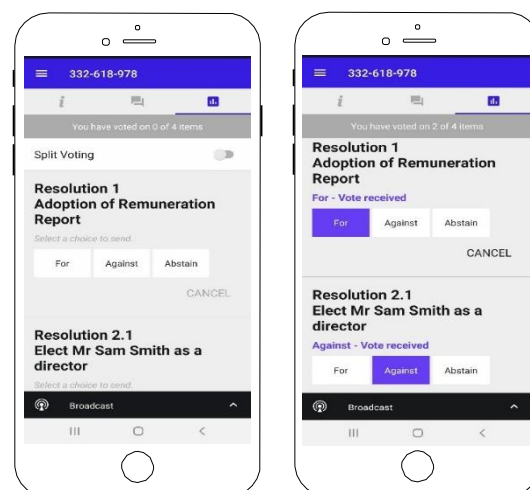 332-618-978
You have voted on 0 of 4 items
Split Voting
Resolution 1
Adoption of Remuneration
Report
Select a choice to send.
For Against Abstain
CANCEL
Resolution 2.1
Elect Mr Sam Smith as a
director
Select a choice to send.
Broadcast
332-618-978
You have voted on 2 of 4 items
Resolution 1
Adoption of Remuneration
Report
For - Vote received
For Against Abstain
CANCEL
Resolution 2.1
Elect Mr Sam Smith as a
director
Against - Vote received
For Against Abstain
Broadcast